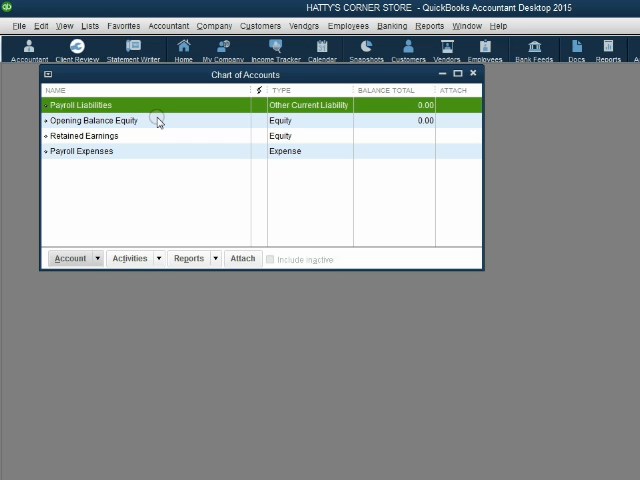 HATTY'S CORNER STORE - QuickBooks Accountant Desktop 2015
File Edit View Lists Favorites Accountant Company Customers Vendors Employees Banking Reports Window Help
Accountant Client Review Statement Writer Home My Company Income Tracker Calendar Snapshots Customers Vendors Employees Bank Feeds Docs Reports
Chart of Accounts
NAME TYPE BALANCE TOTAL ATTACH
Payroll Liabilities Other Current Liability 0.00
Opening Balance Equity Equity 0.00
Retained Earnings Equity
Payroll Expenses Expense
Account Activities Reports Attach Include inactive